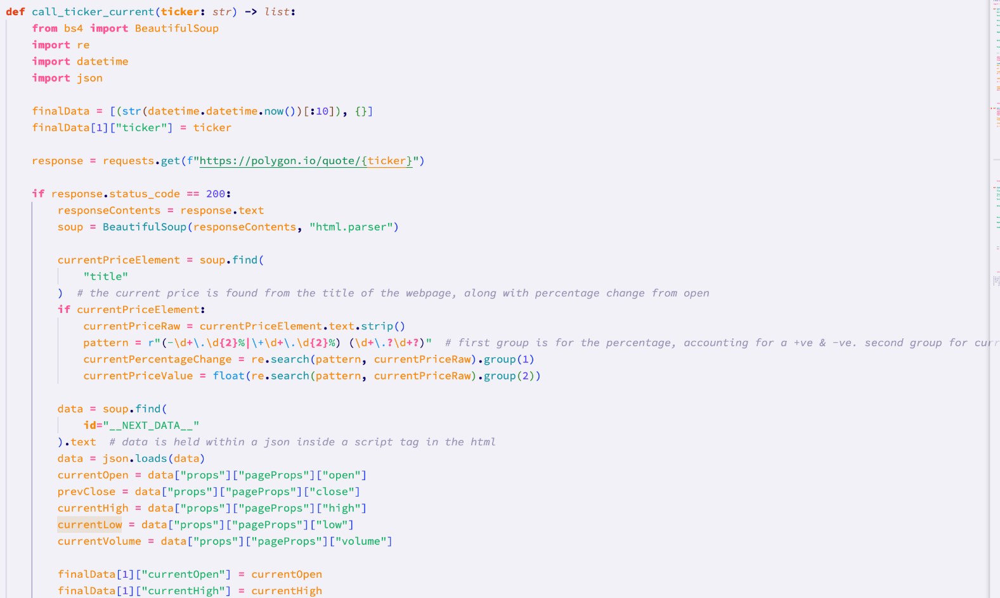 def call_ticker_current(ticker: str) -> list:
from bs4 import BeautifulSoup
import re
import datetime
import json
finalData = [(str(datetime.datetime.now())[:10]), {}]
finalData[1]["ticker"] = ticker
response = requests.get(f"https://polygon.io/quote/{ticker}")
if response.status_code == 200:
responseContents = response.text
soup = BeautifulSoup(responseContents, "html.parser")
currentPriceElement = soup.find(
"title"
)  # the current price is found from the title of the webpage, along with percentage change from open
if currentPriceElement:
currentPriceRaw = currentPriceElement.text.strip()
pattern = r"(-\d+\.\d{2}%|\+\d+\.\d{2}%) (\d+\.?\d+?)"  # first group is for the percentage, accounting for a +ve & -ve. second group for curr
currentPercentageChange = re.search(pattern, currentPriceRaw).group(1)
currentPriceValue = float(re.search(pattern, currentPriceRaw).group(2))
data = soup.find(
id="__NEXT_DATA__"
).text  # data is held within a json inside a script tag in the html
data = json.loads(data)
currentOpen = data["props"]["pageProps"]["open"]
prevClose = data["props"]["pageProps"]["close"]
currentHigh = data["props"]["pageProps"]["high"]
currentLow = data["props"]["pageProps"]["low"]
currentVolume = data["props"]["pageProps"]["volume"]
finalData[1]["currentOpen"] = currentOpen
finalData[1]["currentHigh"] = currentHigh